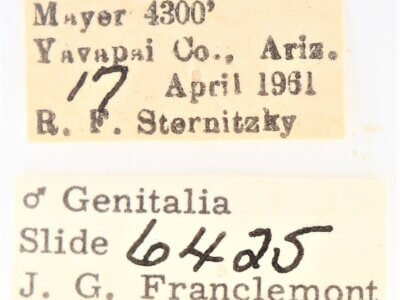 Mayer 4300'
Yavapai Co., Ariz.
17 April 1961
R. F. Sternitzky
♂ Genitalia
Slide 6425
J. G. Franclemont